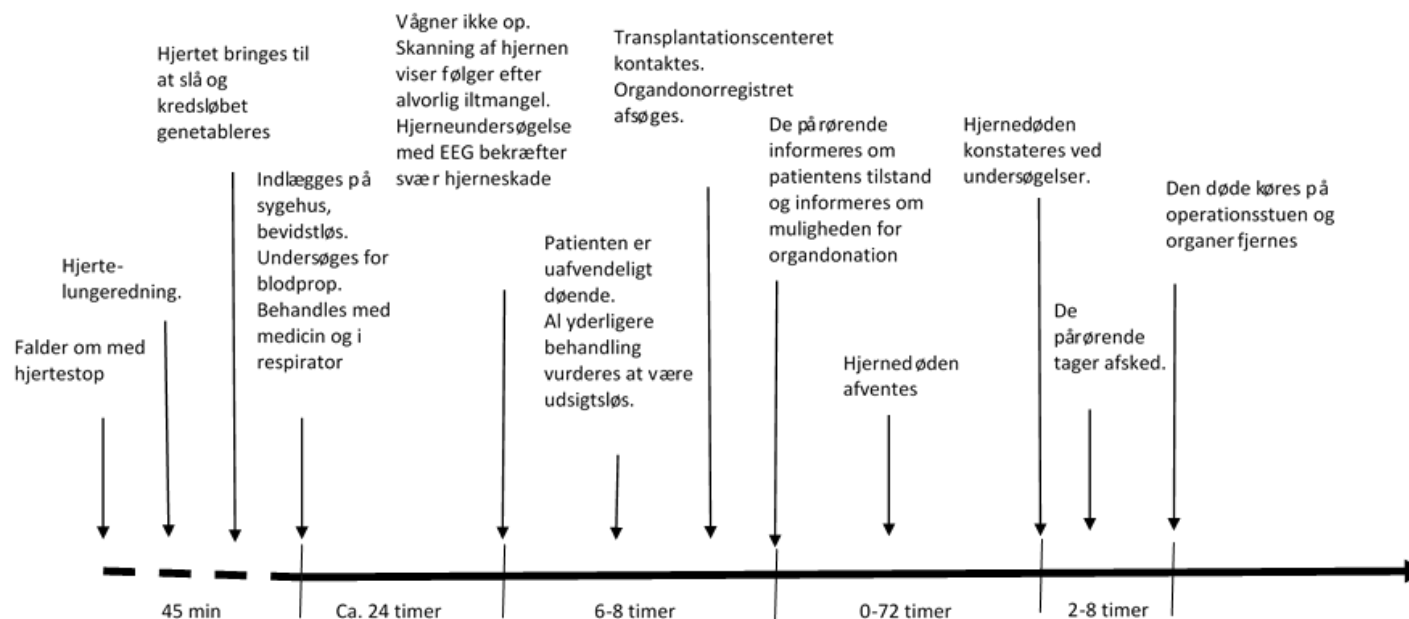 Falder om med
hjertestop
Hjerte-
lungeredning.
Hjertet bringes til
at slå og
kredsløbet
genetableres
Indlægges på
sygehus,
bevidstløs.
Undersøges for
blodprop.
Behandles med
medicin og i
respirator
Vågner ikke op.
Skanning af hjernen
viser følger efter
alvorlig iltmangel.
Hjerneundersøgelse
med EEG bekræfter
svær hjerneskade
Patienten er
uafvendeligt
døende.
Al yderligere
behandling
vurderes at være
udsigtsløs.
Transplantationscenteret
kontaktes.
Organdonorregistret
afsøges.
De pårørende
informeres om
patientens tilstand
og informeres om
muligheden for
organdonation
Hjernedøden
afventes
Hjernedøden
konstateres ved
undersøgelser.
De
pårørende
tager afsked.
Den døde køres på
operationsstuen og
organer fjernes
45 min
Ca. 24 timer
6-8 timer
0-72 timer
2-8 timer